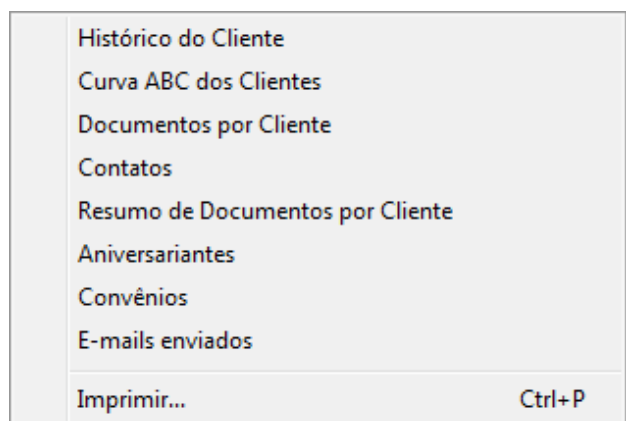 Histórico do Cliente
Curva ABC dos Clientes
Documentos por Cliente
Contatos
Resumo de Documentos por Cliente
Aniversariantes
Convênios
E-mails enviados
Imprimir... Ctrl+P